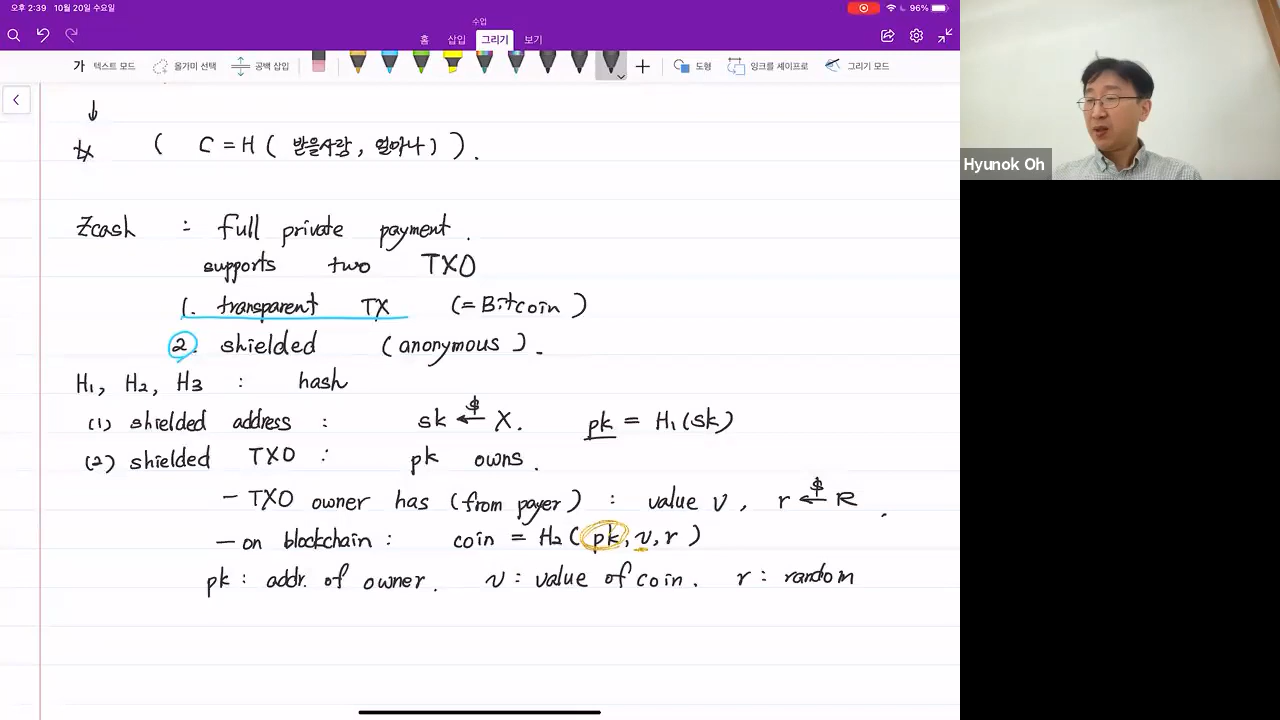 오후 2:39 10월 20일 수요일
96%
수업
홈 삽입 그리기 보기
가 텍스트 모드 올가미 선택 공백 삽입 도형 잉크를 셰이프로 그리기 모드
Hyunok Oh
↓
tx ( C = H ( 받을사람, 얼마나 ) ) .
Zcash : full private payment.
supports two TXO
1. transparent TX (= Bitcoin )
2. shielded (anonymous ) .
H₁, H₂, H₃ : hash
(1) shielded address : sk ←$ X. pk = H₁(sk)
(2) shielded TXO : pk owns .
- TXO owner has (from payer) : value v , r ←$ R .
- on blockchain : coin = H₂( pk, v, r )
pk : addr. of owner. v : value of coin. r : random